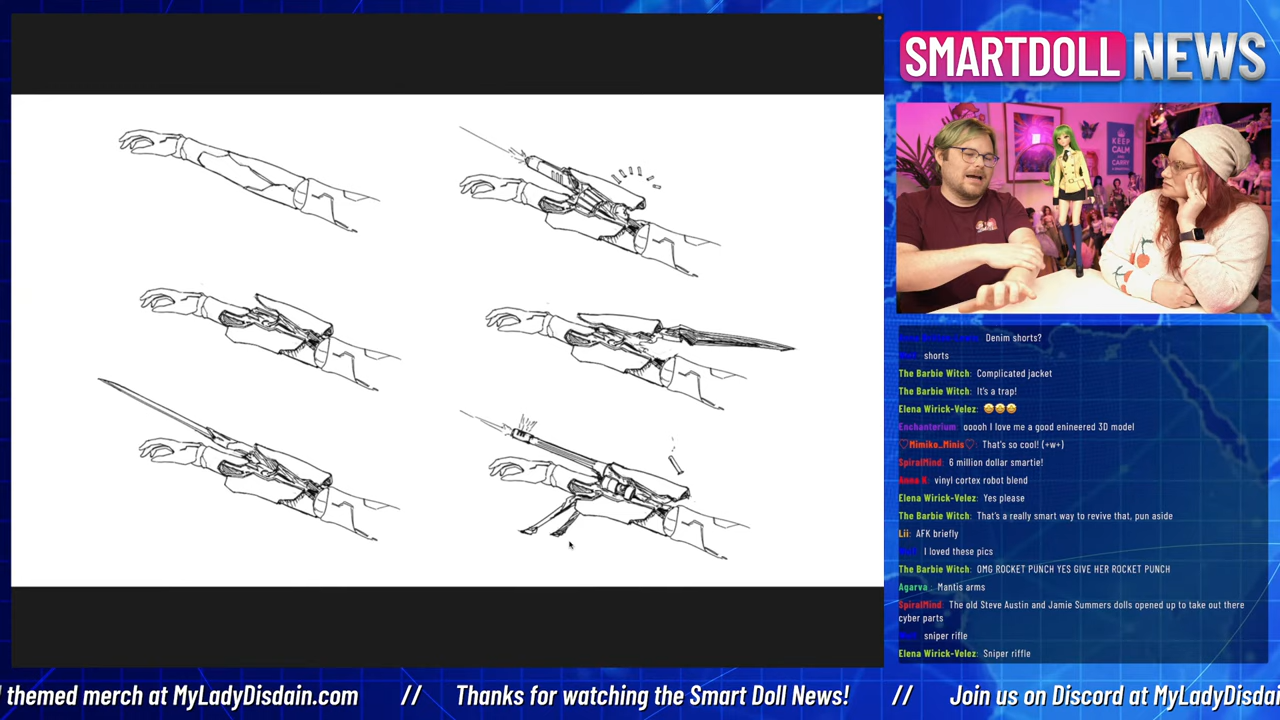 SMARTDOLL NEWS
KEEP
CALM
AND
CARRY
Denim shorts?
shorts
The Barbie Witch: Complicated jacket
The Barbie Witch: It's a trap!
Elena Wirick-Velez: 🤩🤩🤩
Enchanterium: ooooh I love me a good enineered 3D model
♡Mimiko_Minis♡: That's so cool! (+w+)
SpiralMind: 6 million dollar smartie!
Anna K: vinyl cortex robot blend
Elena Wirick-Velez: Yes please
The Barbie Witch: That's a really smart way to revive that, pun aside
Lii: AFK briefly
I loved these pics
The Barbie Witch: OMG ROCKET PUNCH YES GIVE HER ROCKET PUNCH
Agarva: Mantis arms
SpiralMind: The old Steve Austin and Jamie Summers dolls opened up to take out there
cyber parts
sniper rifle
Elena Wirick-Velez: Sniper riffle
l themed merch at MyLadyDisdain.com // Thanks for watching the Smart Doll News! // Join us on Discord at MyLadyDisdai